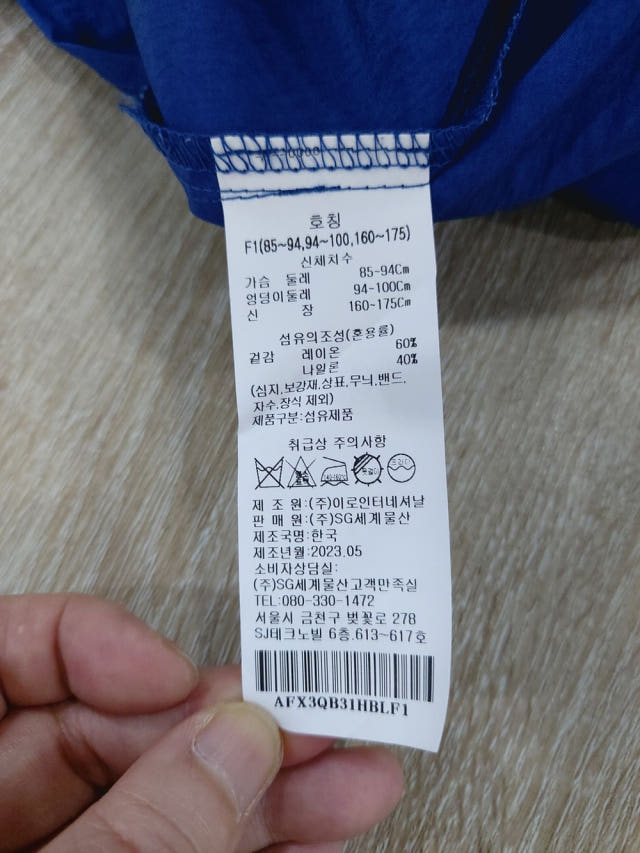 호칭
F1(85~94,94~100,160~175)
신체치수
가슴 둘레 85~94Cm
엉덩이둘레 94~100Cm
신 장 160~175Cm
섬유의조성(혼용률)
겉감 레이온 60%
나일론 40%
(심지,보강재,상표,무늬,밴드,
자수,장식 제외)
제품구분:섬유제품
취급상 주의사항
드라이
제 조 원:(주)이로인터네셔날
판 매 원:(주)SG세계물산
제조국명:한국
제조년월:2023.05
소비자상담실:
(주)SG세계물산고객만족실
TEL:080-330-1472
서울시 금천구 벚꽃로 278
SJ테크노빌 6층.613~617호
AFX3QB31HBLF1